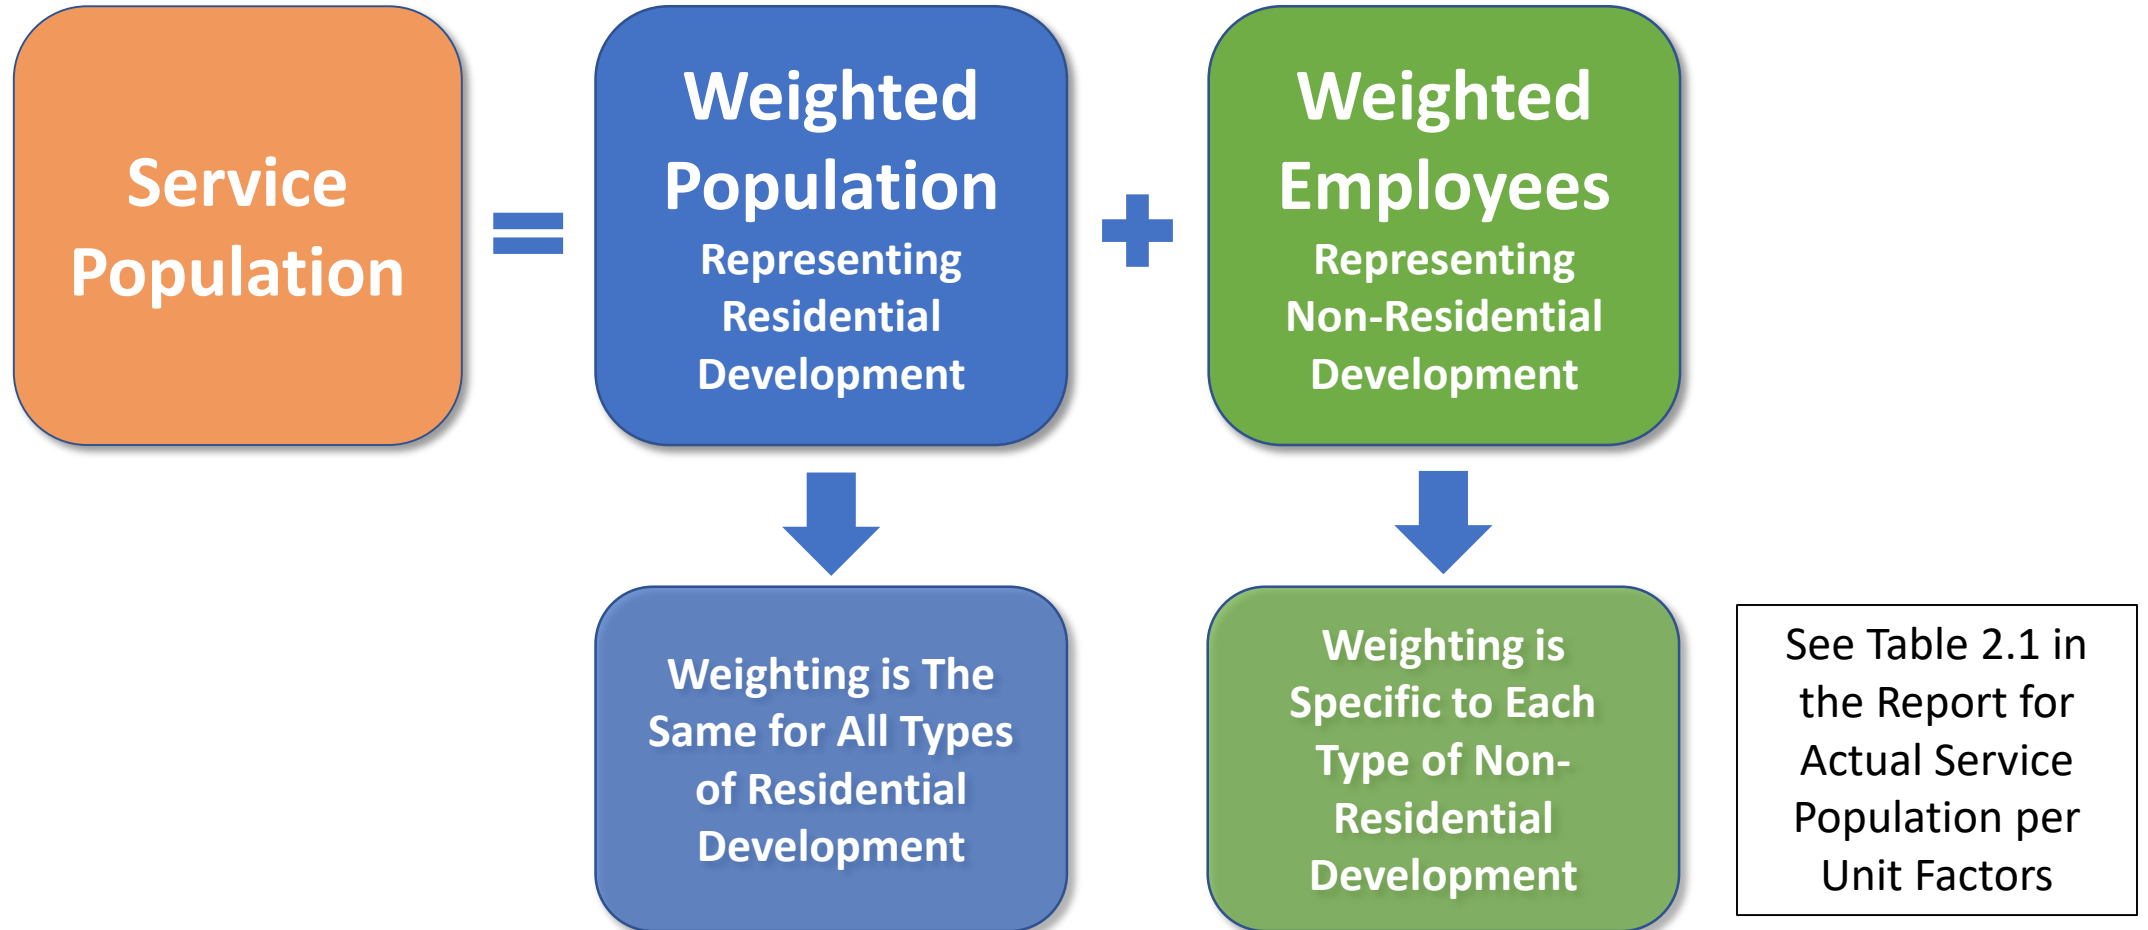 Service
Population
Weighted
Population
Representing
Residential
Development
Weighted
Employees
Representing
Non-Residential
Development
Weighting is The
Same for All Types
of Residential
Development
Weighting is
Specific to Each
Type of Non-
Residential
Development
See Table 2.1 in
the Report for
Actual Service
Population per
Unit Factors